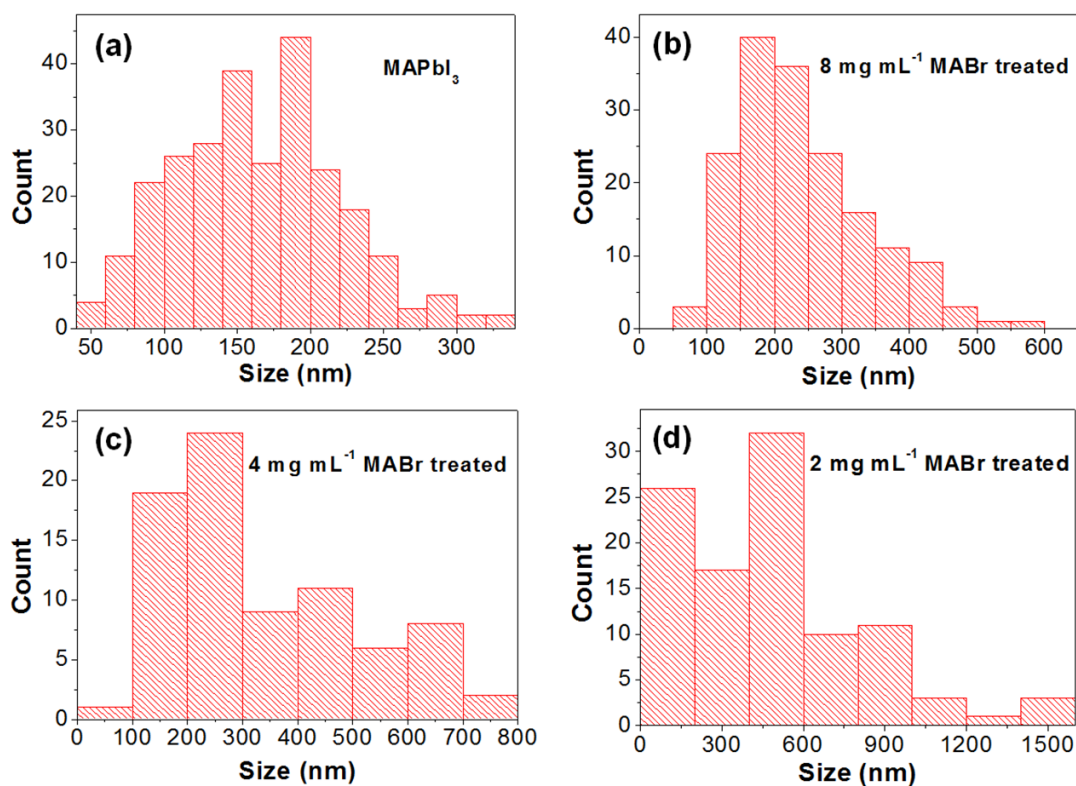 (a)
MAPbI₃
40
30
20
10
0
Count
50 100 150 200 250 300
Size (nm)
(b)
8 mg mL⁻¹ MABr treated
40
30
20
10
0
Count
0 100 200 300 400 500 600
Size (nm)
(c)
4 mg mL⁻¹ MABr treated
25
20
15
10
5
0
Count
0 100 200 300 400 500 600 700 800
Size (nm)
(d)
2 mg mL⁻¹ MABr treated
30
25
20
15
10
5
0
Count
0 300 600 900 1200 1500
Size (nm)